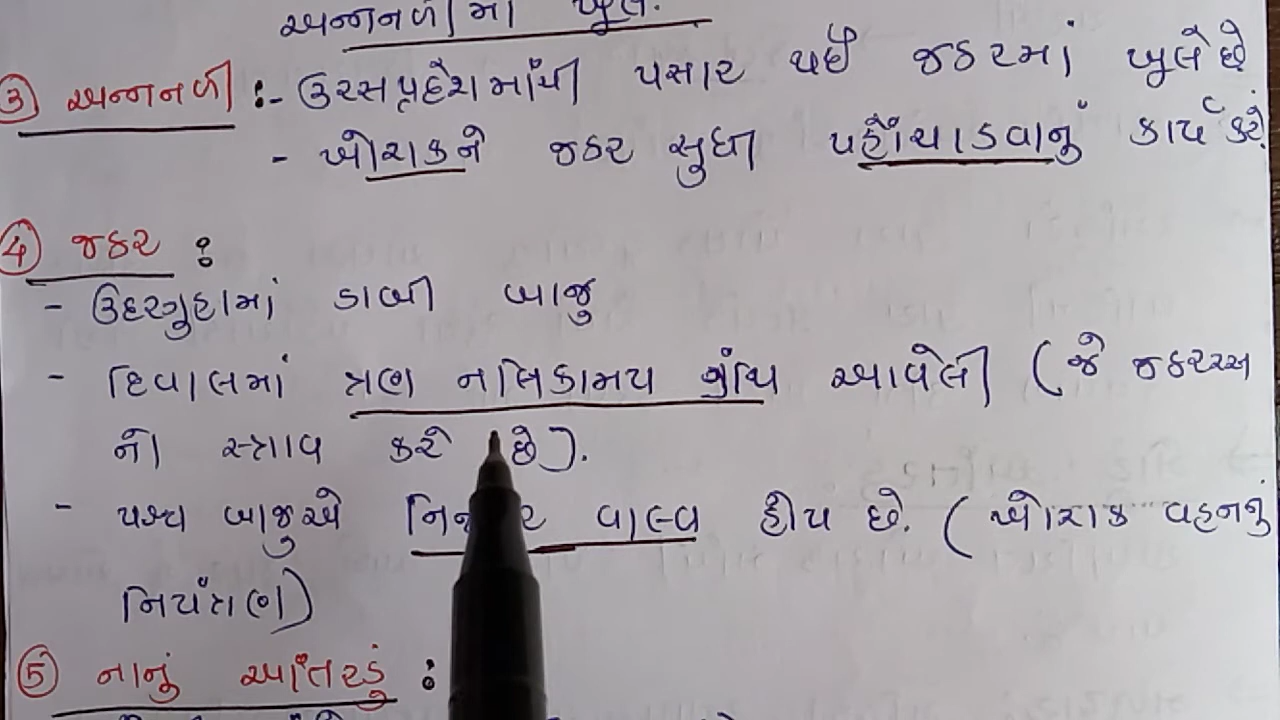 અન્નનળીમાં ખૂલે.
③ અન્નનળી :- ઉરસપ્રદેશમાંથી પસાર થઈ જઠરમાં ખૂલે છે
- ખોરાકને જઠર સુધી પહોંચાડવાનું કાર્ય કરે.
④ જઠર :
- ઉદરગુહામાં ડાબી બાજુ
- દિવાલમાં ત્રણ નલિકામય ગ્રંથિ આવેલી (જે જઠરરસ
નો સ્ત્રાવ કરે છે).
- પશ્ચ બાજુએ વાલ્વ હોય છે. (ખોરાક વહનનું
નિયંત્રણ)
⑤ નાનું આંતરડું :